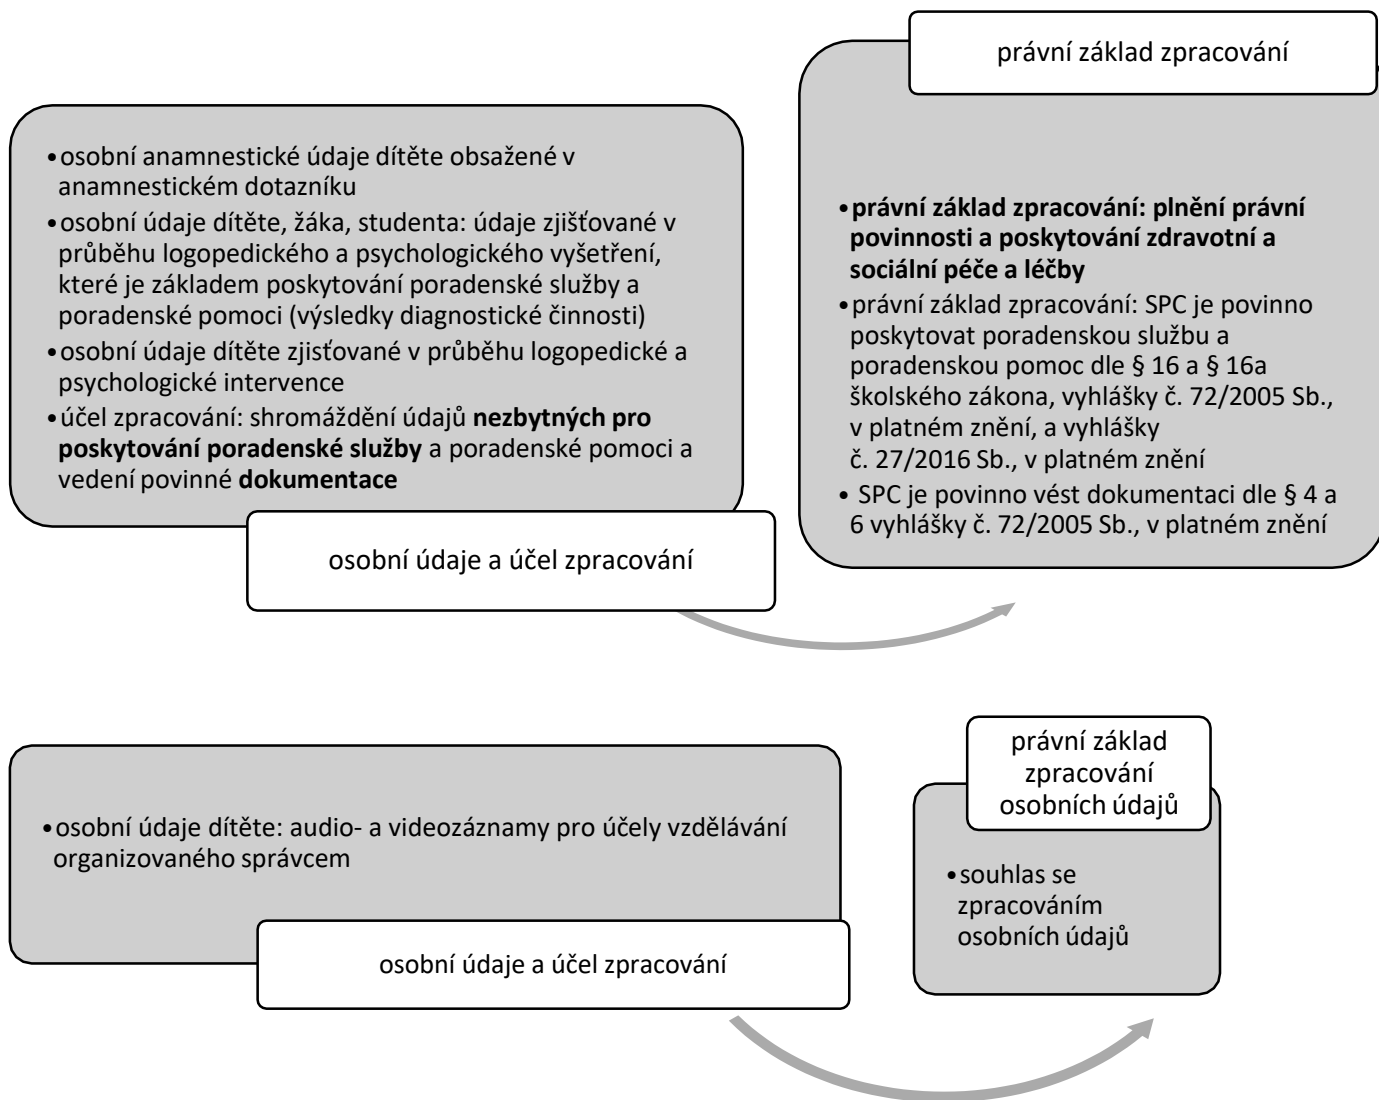 •osobní anamnestické údaje dítěte obsažené v
anamnestickém dotazníku
•osobní údaje dítěte, žáka, studenta: údaje zjišťované v
průběhu logopedického a psychologického vyšetření,
které je základem poskytování poradenské služby a
poradenské pomoci (výsledky diagnostické činnosti)
•osobní údaje dítěte zjisťované v průběhu logopedické a
psychologické intervence
•účel zpracování: shromáždění údajů nezbytných pro
poskytování poradenské služby a poradenské pomoci a
vedení povinné dokumentace
osobní údaje a účel zpracování
právní základ zpracování
•právní základ zpracování: plnění právní
povinnosti a poskytování zdravotní a
sociální péče a léčby
•právní základ zpracování: SPC je povinno
poskytovat poradenskou službu a
poradenskou pomoc dle § 16 a § 16a
školského zákona, vyhlášky č. 72/2005 Sb.,
v platném znění, a vyhlášky
č. 27/2016 Sb., v platném znění
• SPC je povinno vést dokumentaci dle § 4 a
6 vyhlášky č. 72/2005 Sb., v platném znění
•osobní údaje dítěte: audio- a videozáznamy pro účely vzdělávání
organizovaného správcem
osobní údaje a účel zpracování
právní základ
zpracování
osobních údajů
•souhlas se
zpracováním
osobních údajů